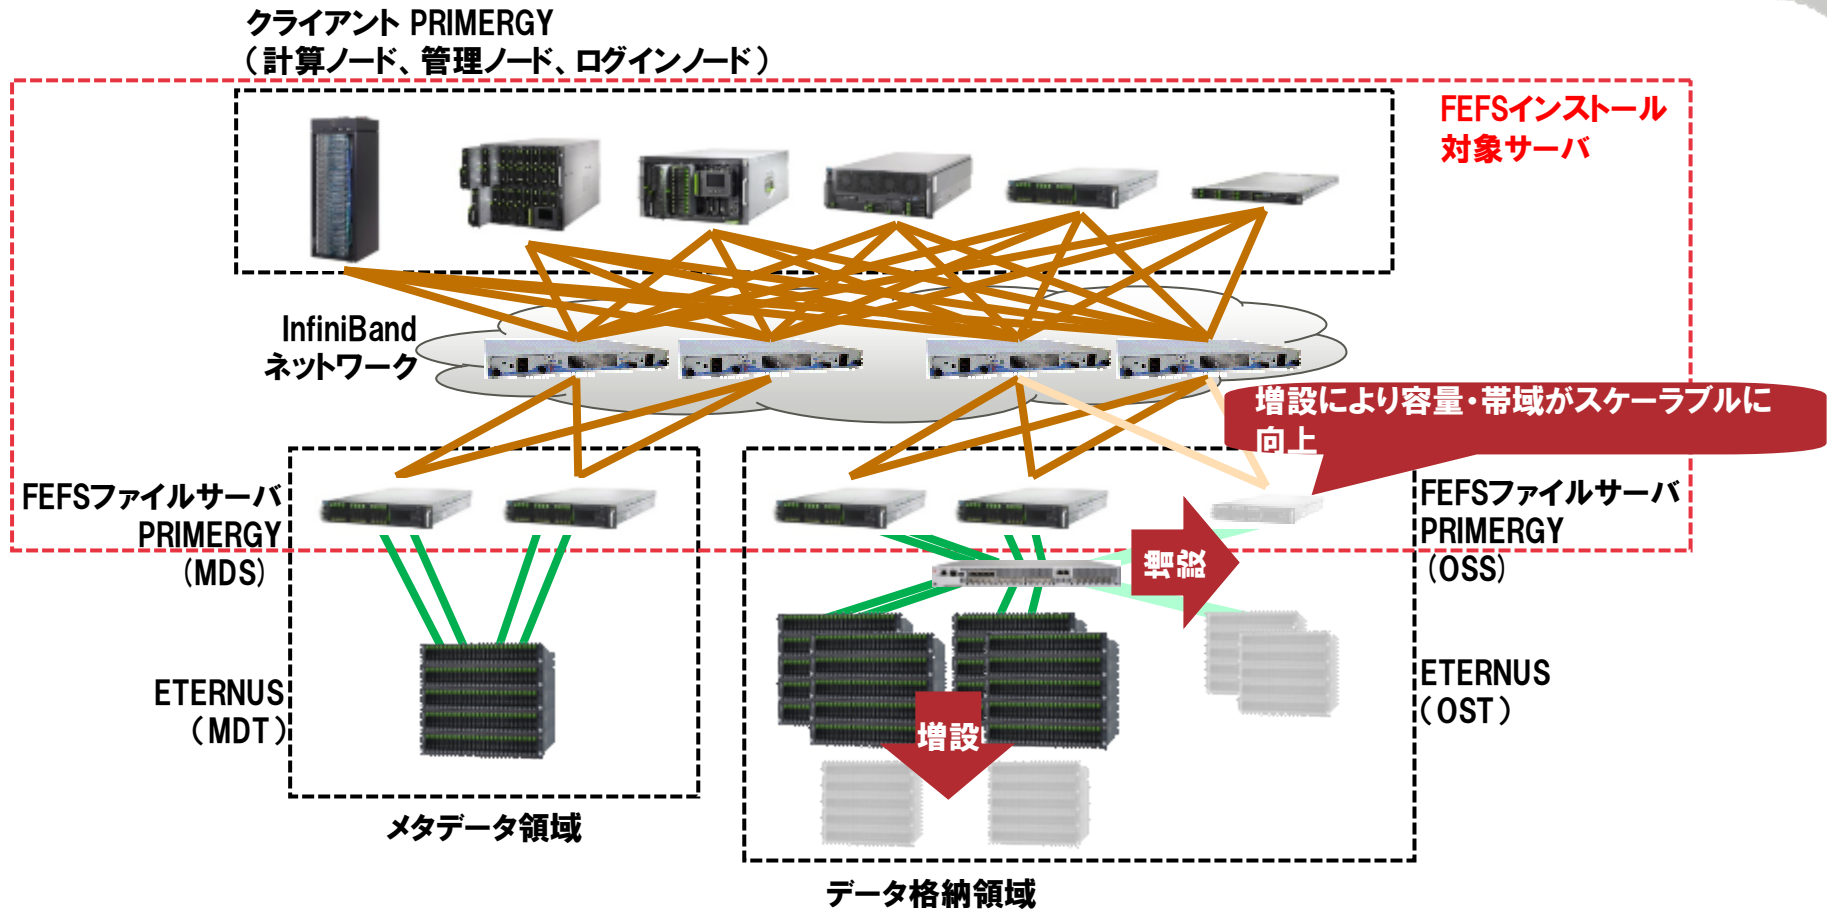 クライアント PRIMERGY
（計算ノード、管理ノード、ログインノード）
FEFSインストール
対象サーバ
InfiniBand
ネットワーク
増設により容量・帯域がスケーラブルに
向上
FEFSファイルサーバ
PRIMERGY
(MDS)
FEFSファイルサーバ
PRIMERGY
(OSS)
増設
ETERNUS
(MDT)
ETERNUS
(OST)
増設
メタデータ領域
データ格納領域